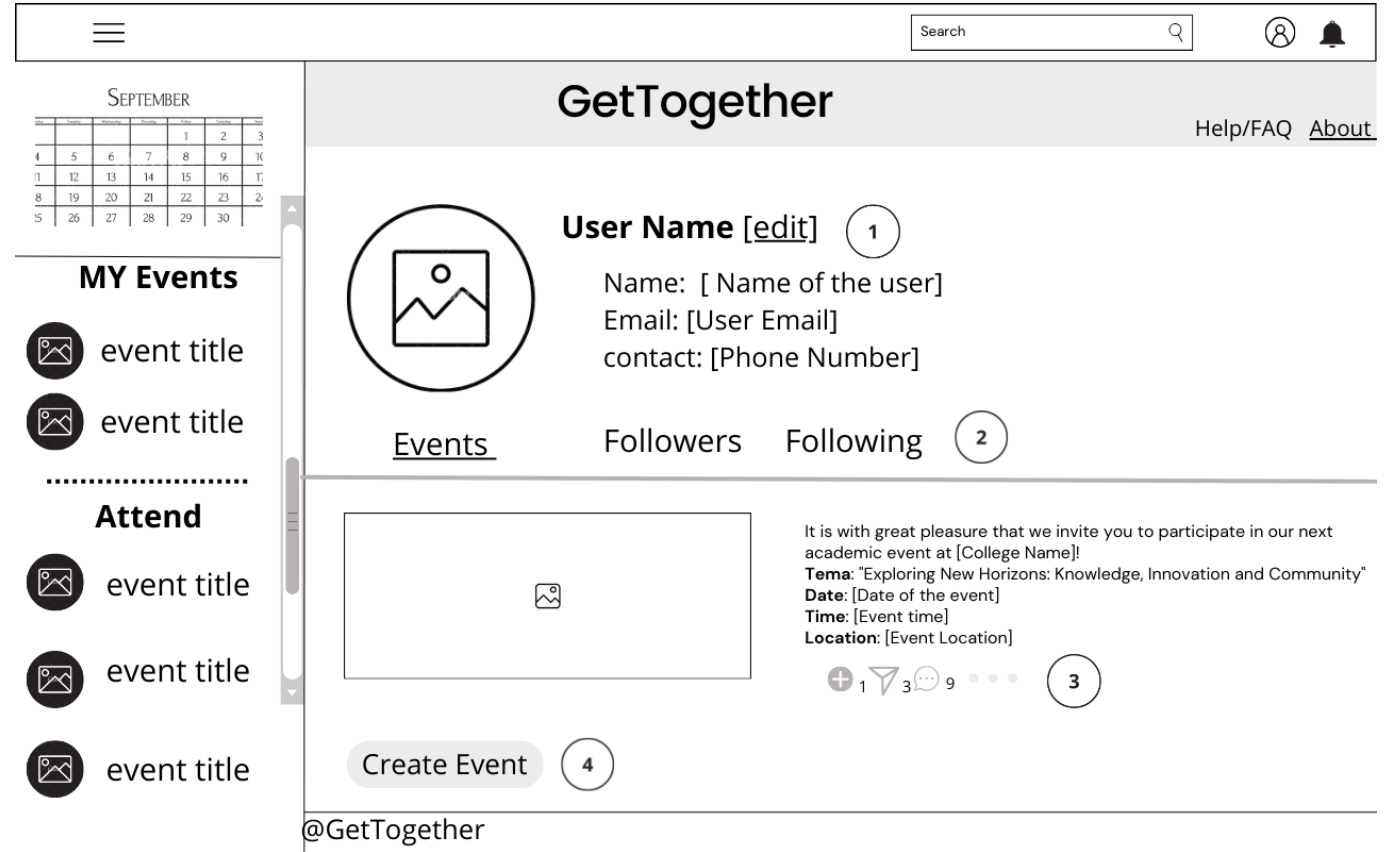 Search
SEPTEMBER
Tuesday Wednesday Thursday Friday Saturday
1 2 3
4 5 6 7 8 9 10
11 12 13 14 15 16 17
18 19 20 21 22 23 24
25 26 27 28 29 30
MY Events
event title
event title
Attend
event title
event title
event title
GetTogether
Help/FAQ About
User Name [edit] 1
Name: [ Name of the user]
Email: [User Email]
contact: [Phone Number]
Events Followers Following 2
It is with great pleasure that we invite you to participate in our next
academic event at [College Name]!
Tema: "Exploring New Horizons: Knowledge, Innovation and Community"
Date: [Date of the event]
Time: [Event time]
Location: [Event Location]
1 3 9 3
Create Event 4
@GetTogether